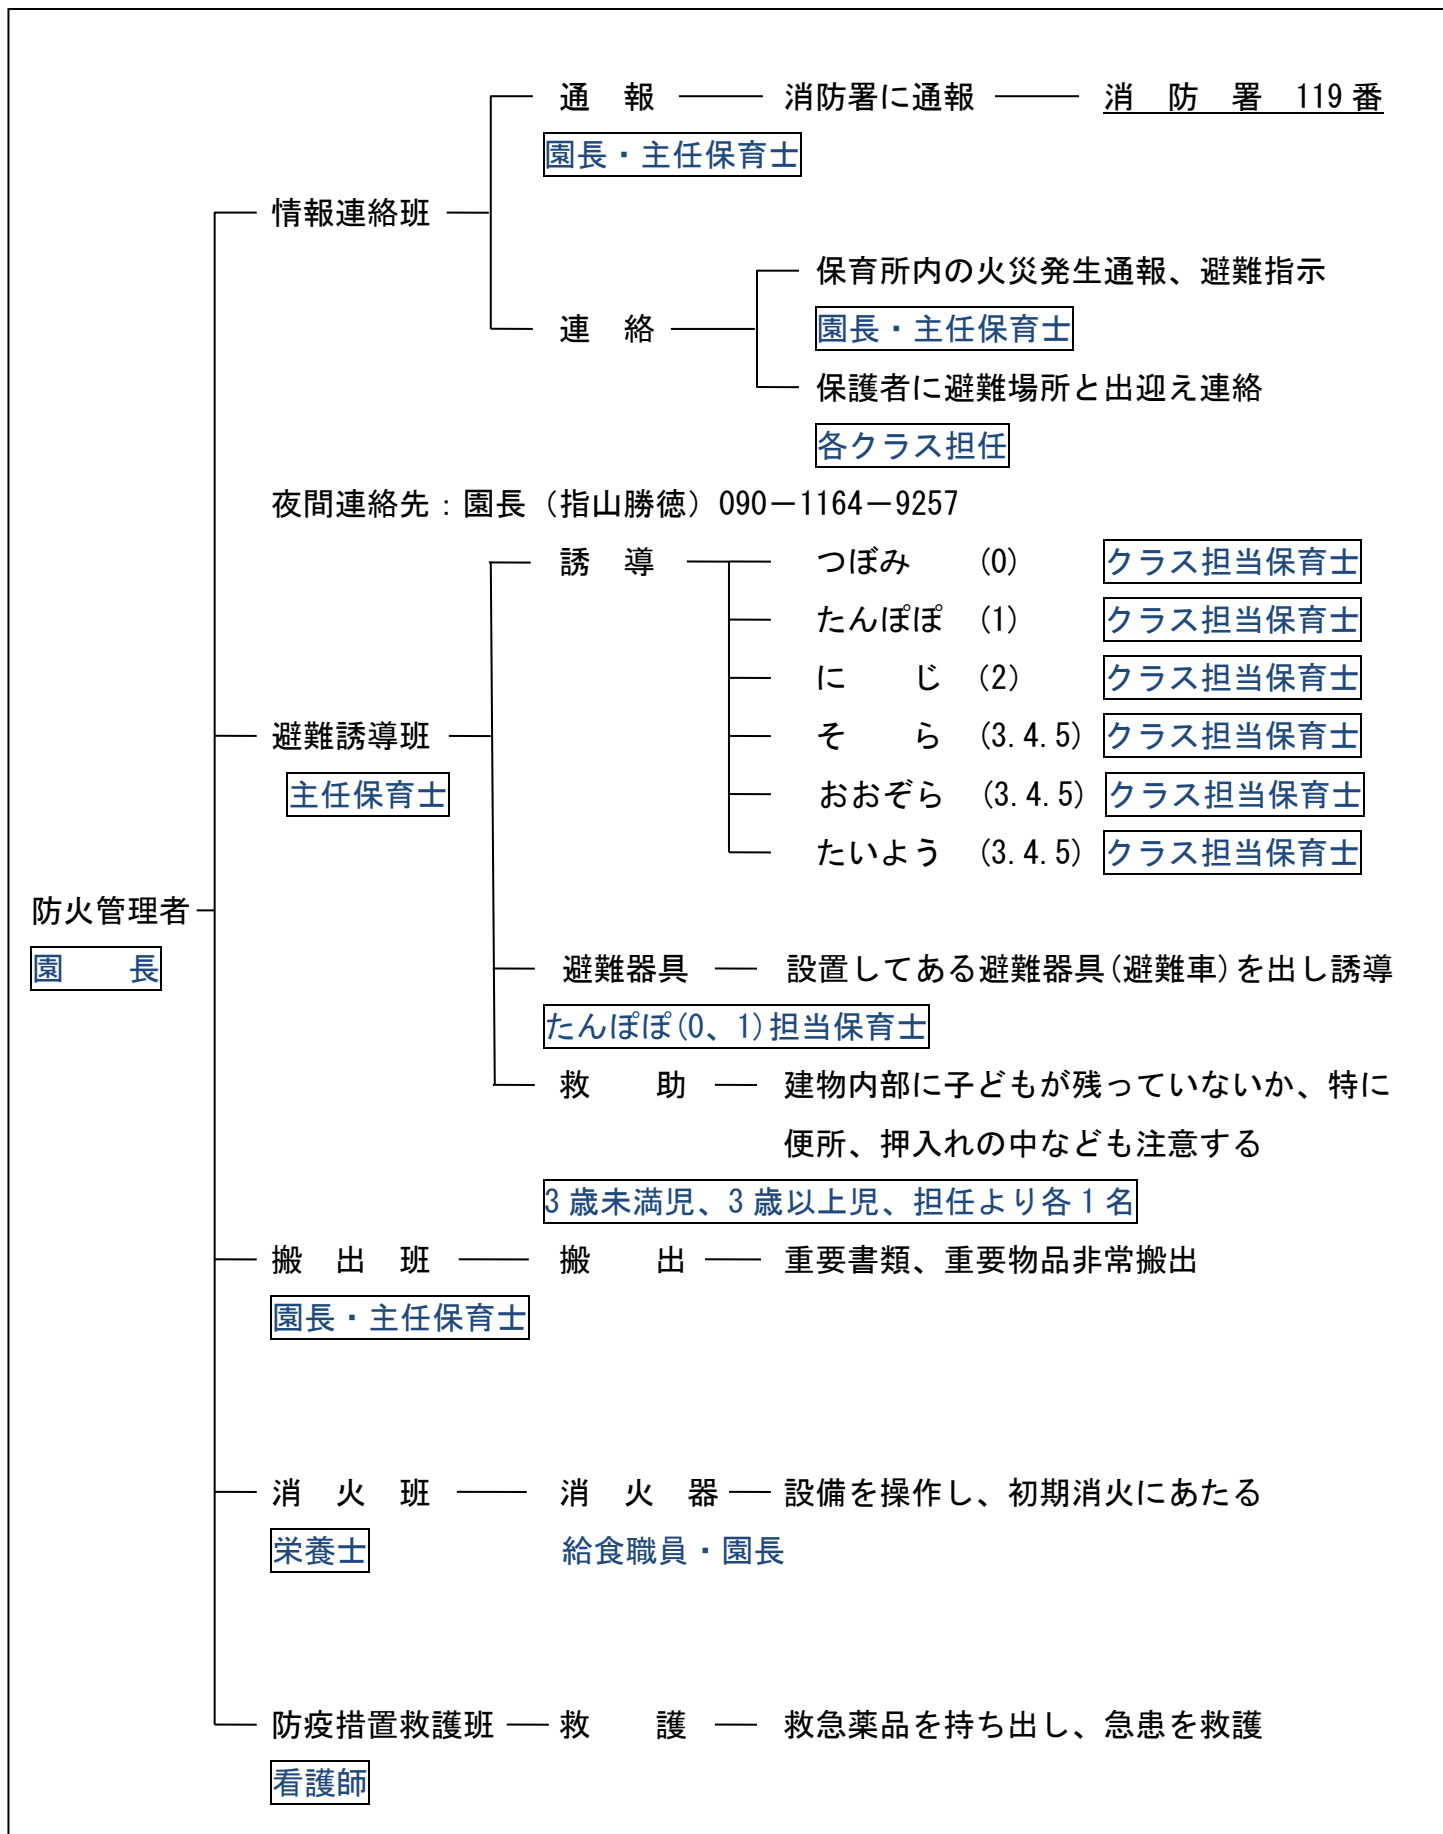 通　報　消防署に通報　消　防　署　119番
園長・主任保育士
情報連絡班
保育所内の火災発生通報、避難指示
連　絡　園長・主任保育士
保護者に避難場所と出迎え連絡
各クラス担任
夜間連絡先：園長（指山勝徳）090－1164－9257
誘　導　つぼみ　(0)　クラス担当保育士
たんぽぽ　(1)　クラス担当保育士
に　　じ　(2)　クラス担当保育士
避難誘導班　そ　　ら　(3.4.5)　クラス担当保育士
主任保育士　おおぞら　(3.4.5)　クラス担当保育士
たいよう　(3.4.5)　クラス担当保育士
防火管理者
園　　長　避難器具　設置してある避難器具(避難車)を出し誘導
たんぽぽ(0、1)担当保育士
救　　助　建物内部に子どもが残っていないか、特に
便所、押入れの中なども注意する
3歳未満児、3歳以上児、担任より各1名
搬　出　班　搬　　出　重要書類、重要物品非常搬出
園長・主任保育士
消　火　班　消　火　器　設備を操作し、初期消火にあたる
栄養士　給食職員・園長
防疫措置救護班　救　　護　救急薬品を持ち出し、急患を救護
看護師